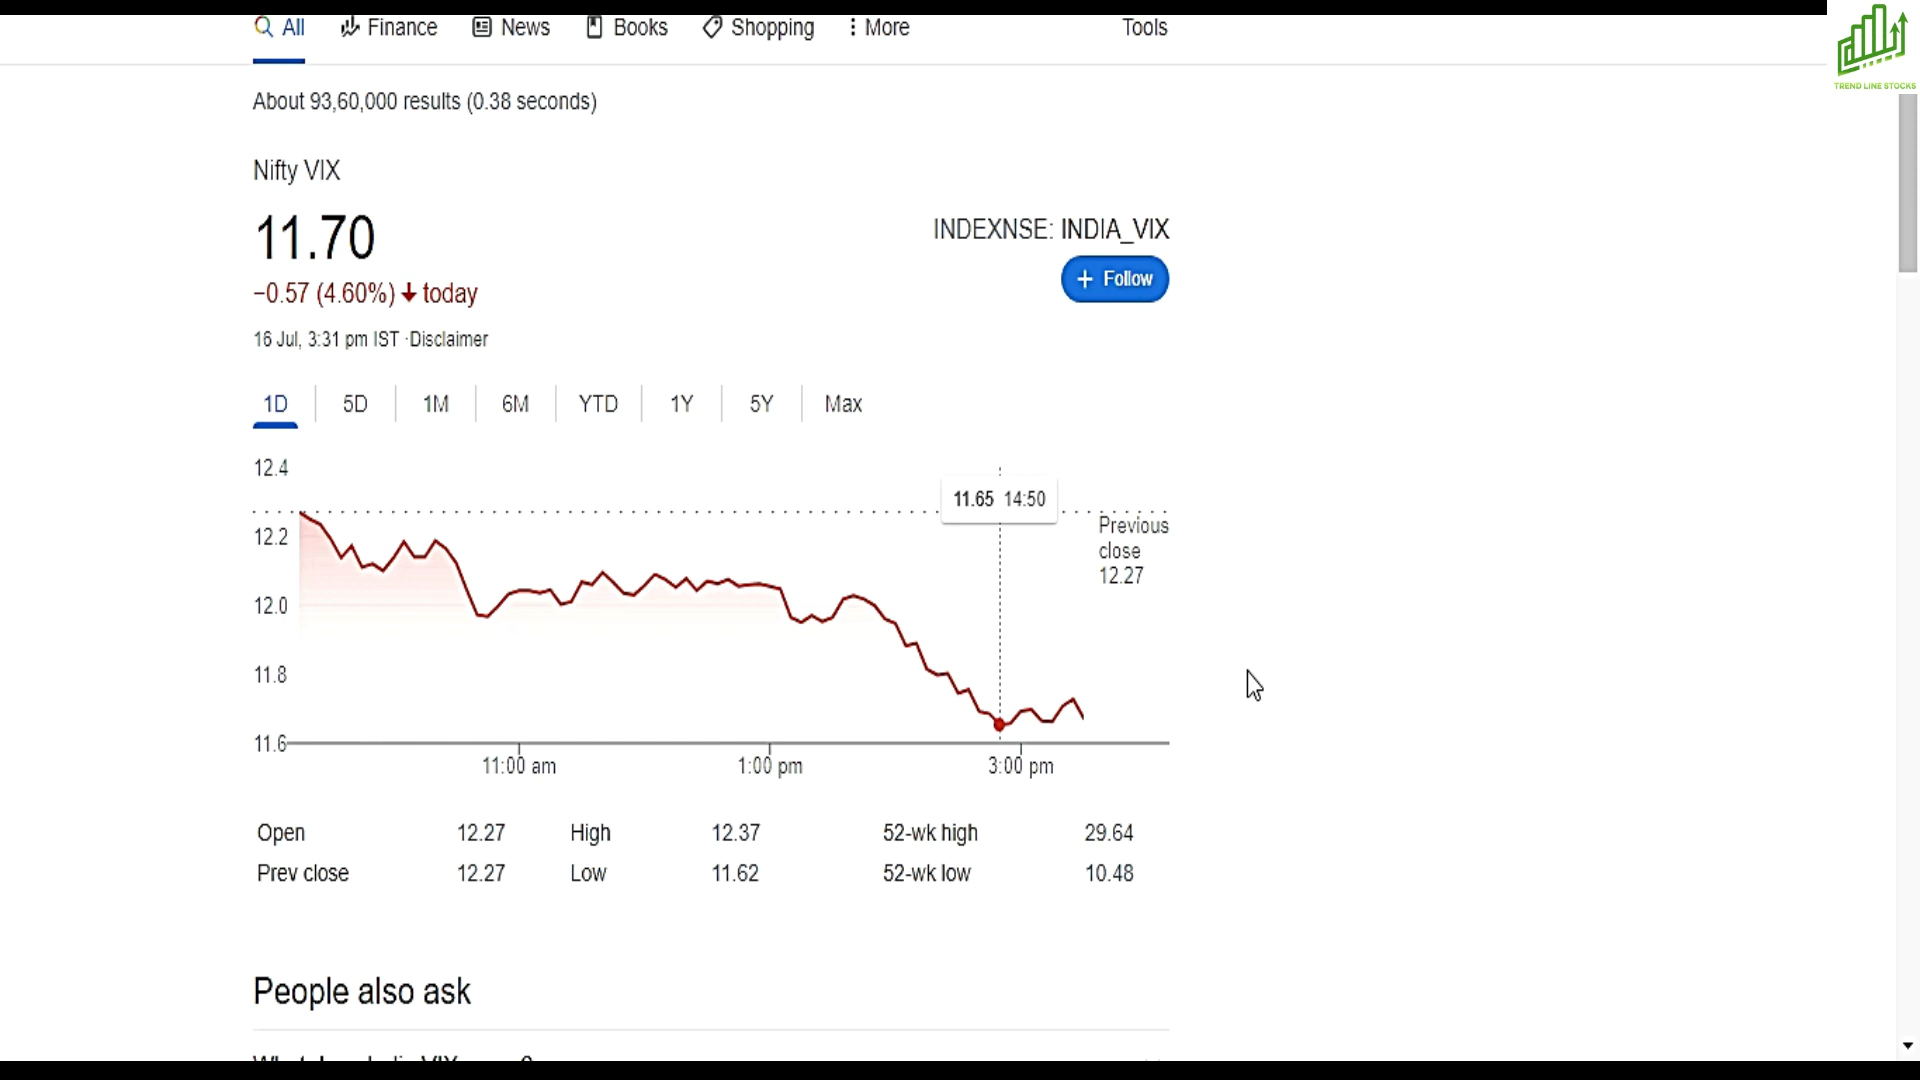 All Finance News Books Shopping More Tools
TREND LINE STOCKS
About 93,60,000 results (0.38 seconds)
Nifty VIX
11.70
INDEXNSE: INDIA_VIX
+ Follow
−0.57 (4.60%) ↓ today
16 Jul, 3:31 pm IST ·Disclaimer
1D 5D 1M 6M YTD 1Y 5Y Max
12.4
11.65 14:50
12.2
Previous
close
12.27
12.0
11.8
11.6
11:00 am 1:00 pm 3:00 pm
Open 12.27 High 12.37 52-wk high 29.64
Prev close 12.27 Low 11.62 52-wk low 10.48
People also ask